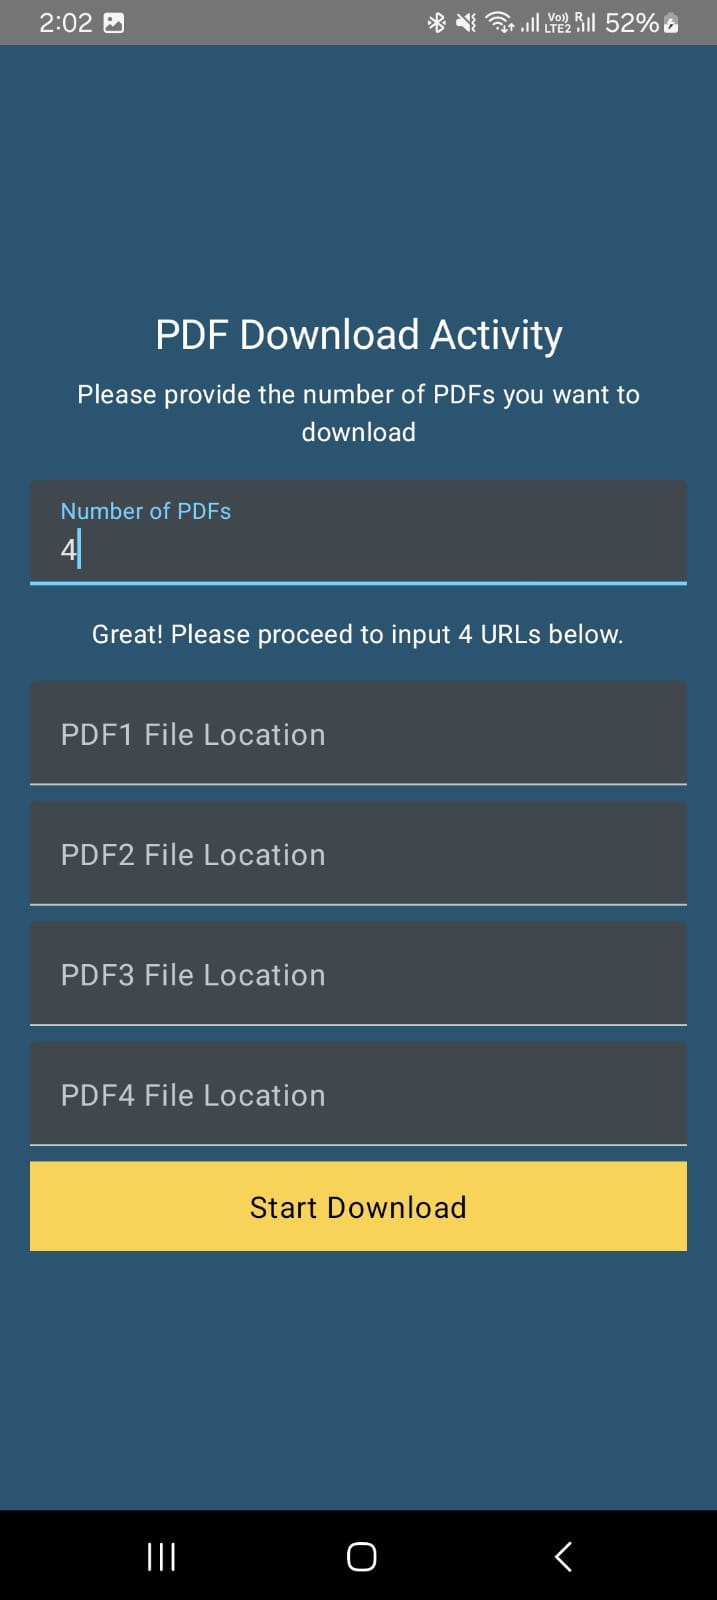 2:02
Vo)) R 52%
LTE2
PDF Download Activity
Please provide the number of PDFs you want to
download
Number of PDFs
4
Great! Please proceed to input 4 URLs below.
PDF1 File Location
PDF2 File Location
PDF3 File Location
PDF4 File Location
Start Download